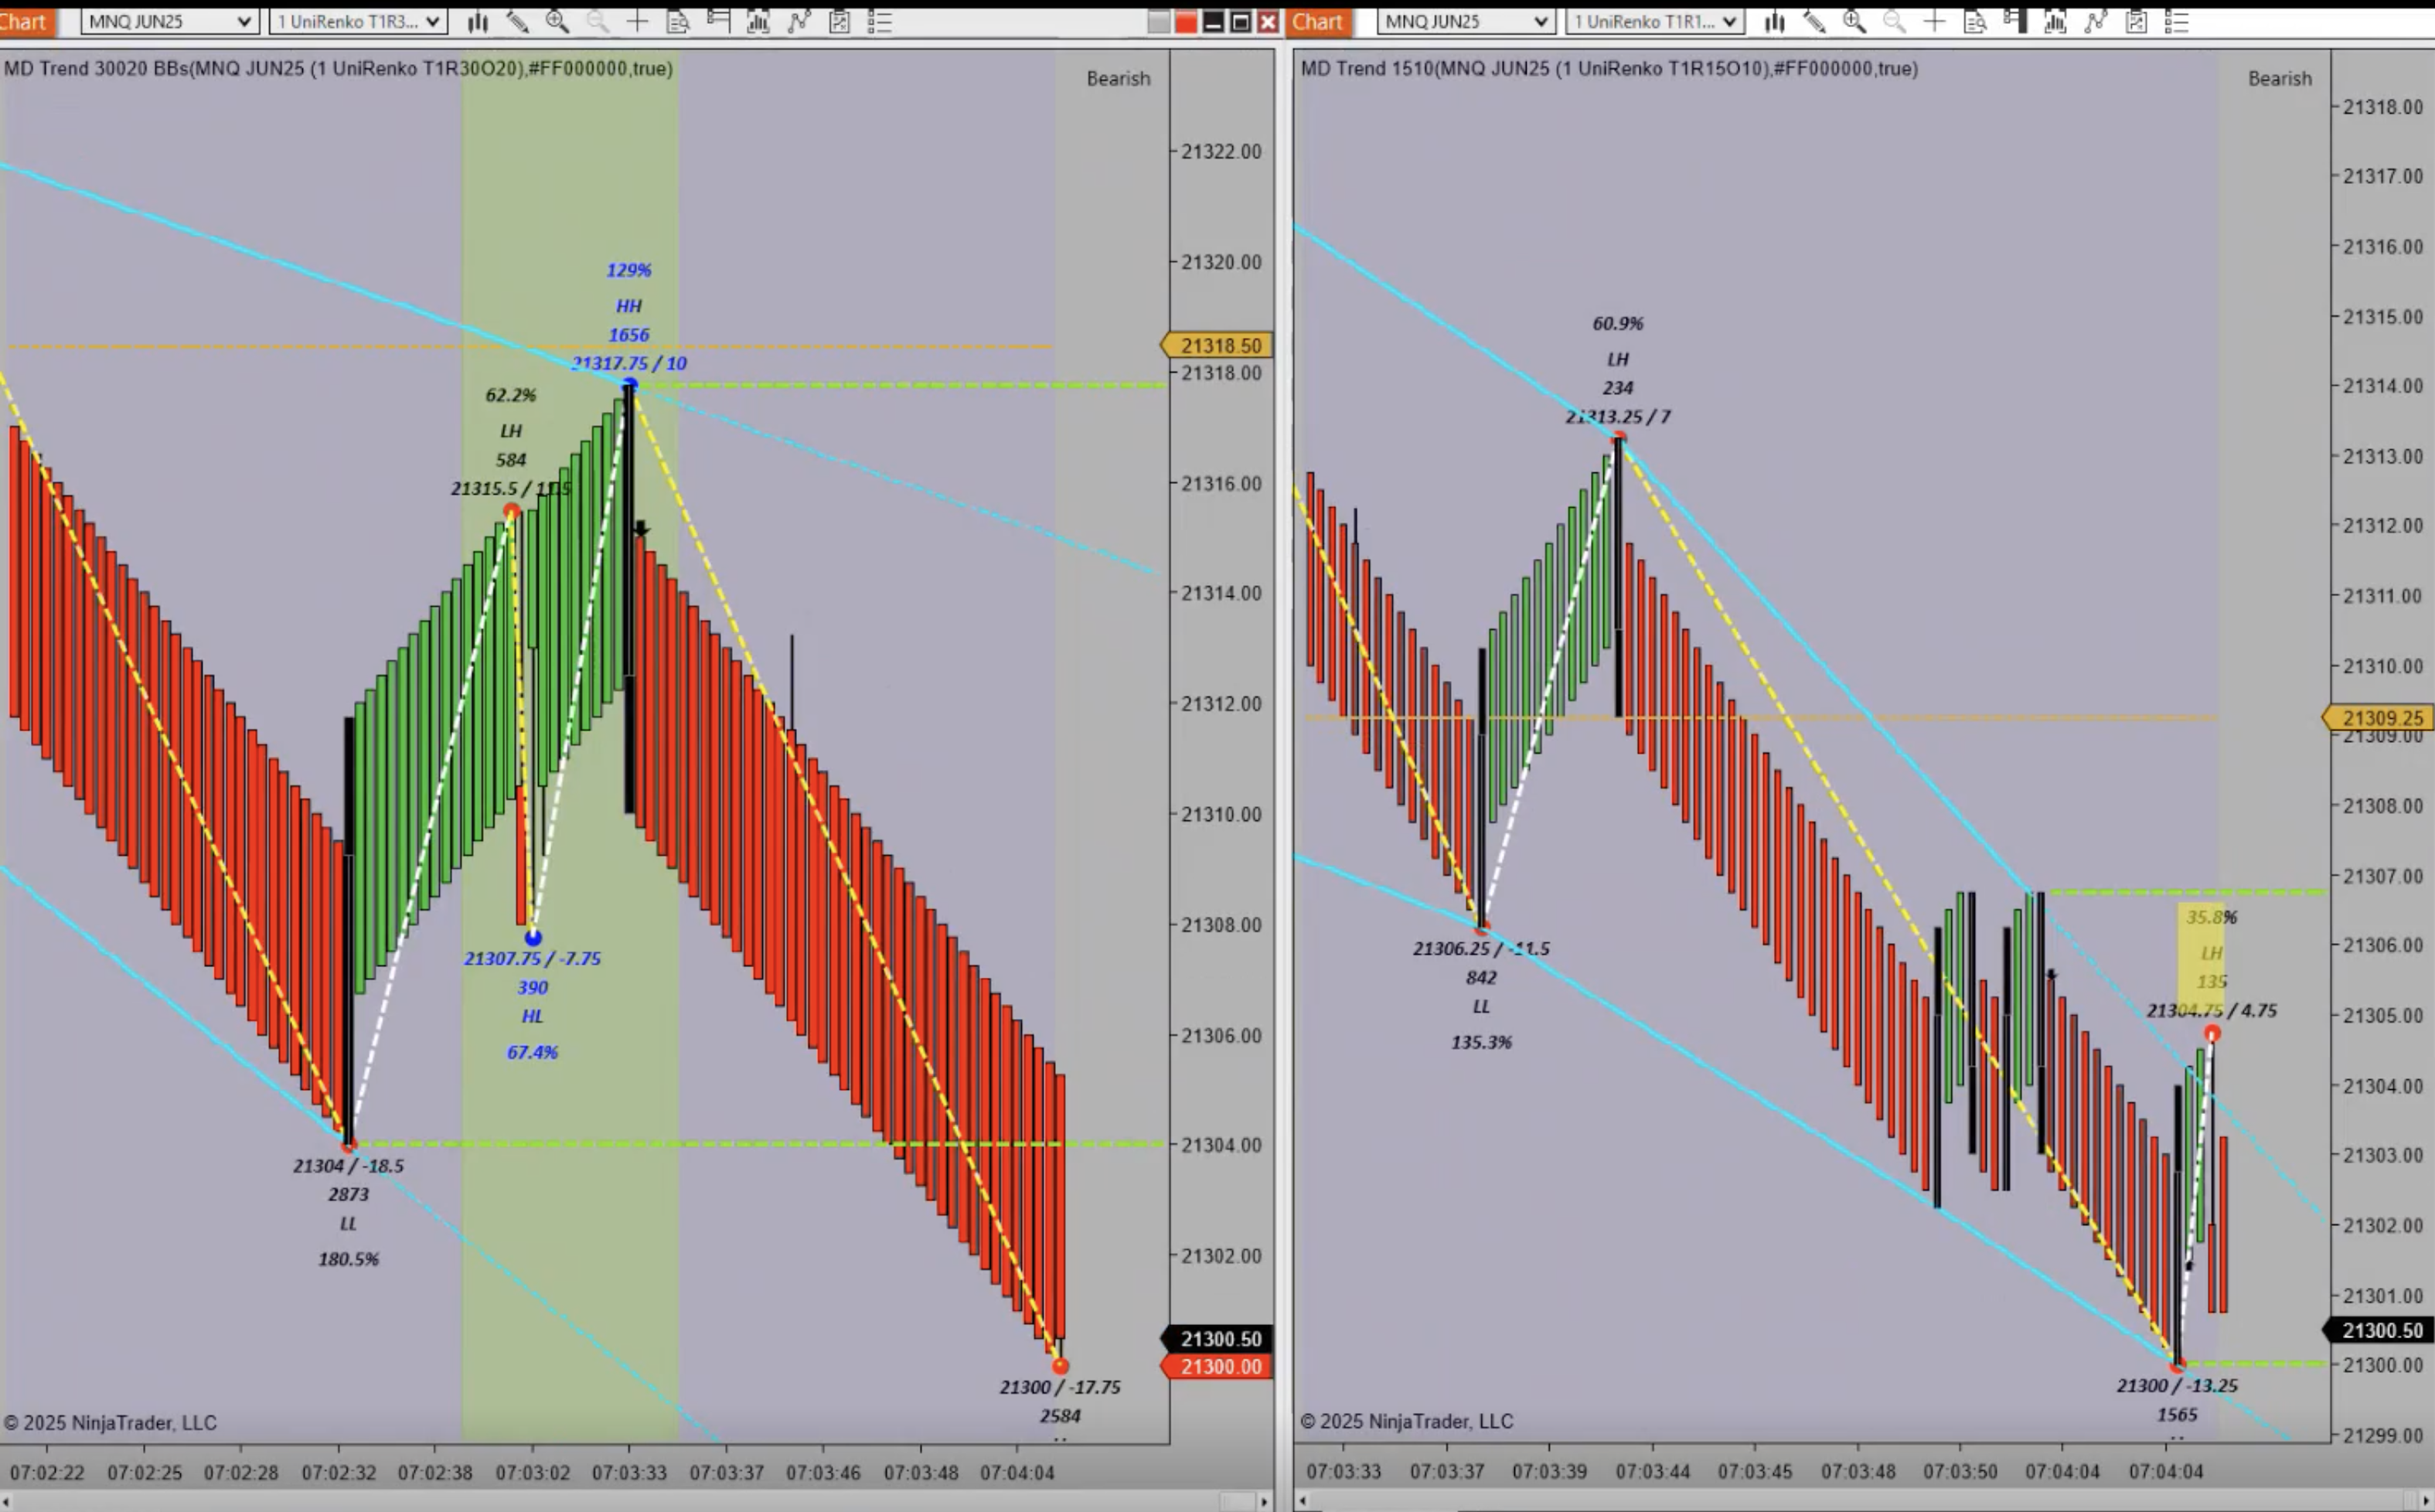 Chart
MNQ JUN25
1 UniRenko T1R3...
MD Trend 30020 BBs(MNQ JUN25 (1 UniRenko T1R30O20),#FF000000,true)
Bearish
129%
HH
1656
21317.75 / 10
62.2%
LH
584
21315.5 / 11.5
21307.75 / -7.75
390
HL
67.4%
21304 / -18.5
2873
LL
180.5%
21300 / -17.75
2584
21322.00
21320.00
21318.50
21318.00
21316.00
21314.00
21312.00
21310.00
21308.00
21306.00
21304.00
21302.00
21300.50
21300.00
© 2025 NinjaTrader, LLC
07:02:22 07:02:25 07:02:28 07:02:32 07:02:38 07:03:02 07:03:33 07:03:37 07:03:46 07:03:48 07:04:04
Chart
MNQ JUN25
1 UniRenko T1R1...
MD Trend 1510(MNQ JUN25 (1 UniRenko T1R15O10),#FF000000,true)
Bearish
60.9%
LH
234
21313.25 / 7
21306.25 / -11.5
842
LL
135.3%
35.8%
LH
135
21304.75 / 4.75
21300 / -13.25
1565
21318.00
21317.00
21316.00
21315.00
21314.00
21313.00
21312.00
21311.00
21310.00
21309.25
21309.00
21308.00
21307.00
21306.00
21305.00
21304.00
21303.00
21302.00
21301.00
21300.50
21300.00
21299.00
© 2025 NinjaTrader, LLC
07:03:33 07:03:37 07:03:39 07:03:44 07:03:45 07:03:48 07:03:50 07:04:04 07:04:04